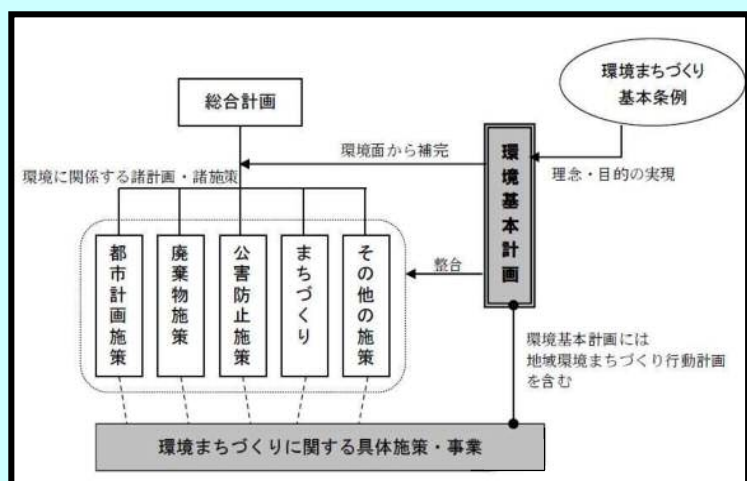 環境まちづくり
基本条例
総合計画
環境面から補完
環境基本計画
理念・目的の実現
環境に関係する諸計画・諸施策
都市計画施策
廃棄物施策
公害防止施策
まちづくり
その他の施策
整合
環境基本計画には
地域環境まちづくり行動計画
を含む
環境まちづくりに関する具体施策・事業